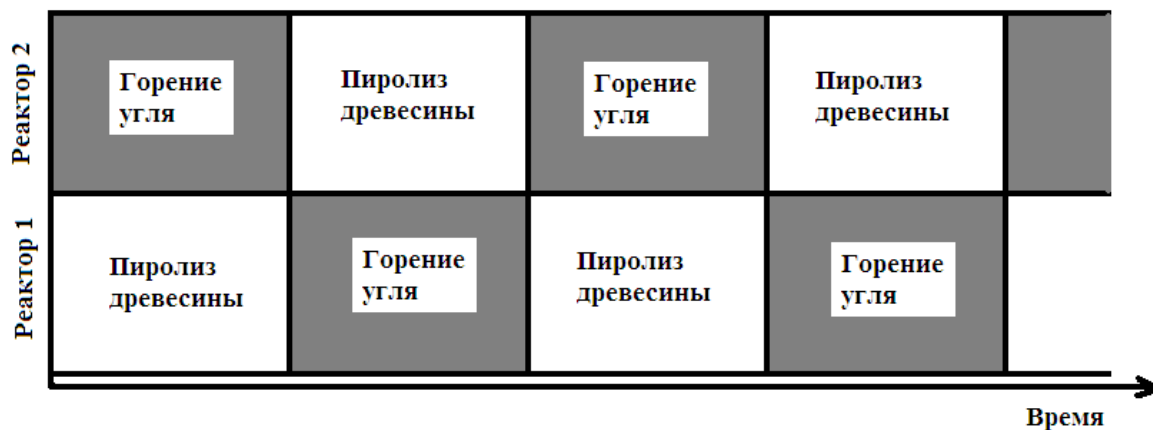 Реактор 2
Горение
угля
Пиролиз
древесины
Горение
угля
Пиролиз
древесины
Реактор 1
Пиролиз
древесины
Горение
угля
Пиролиз
древесины
Горение
угля
Время